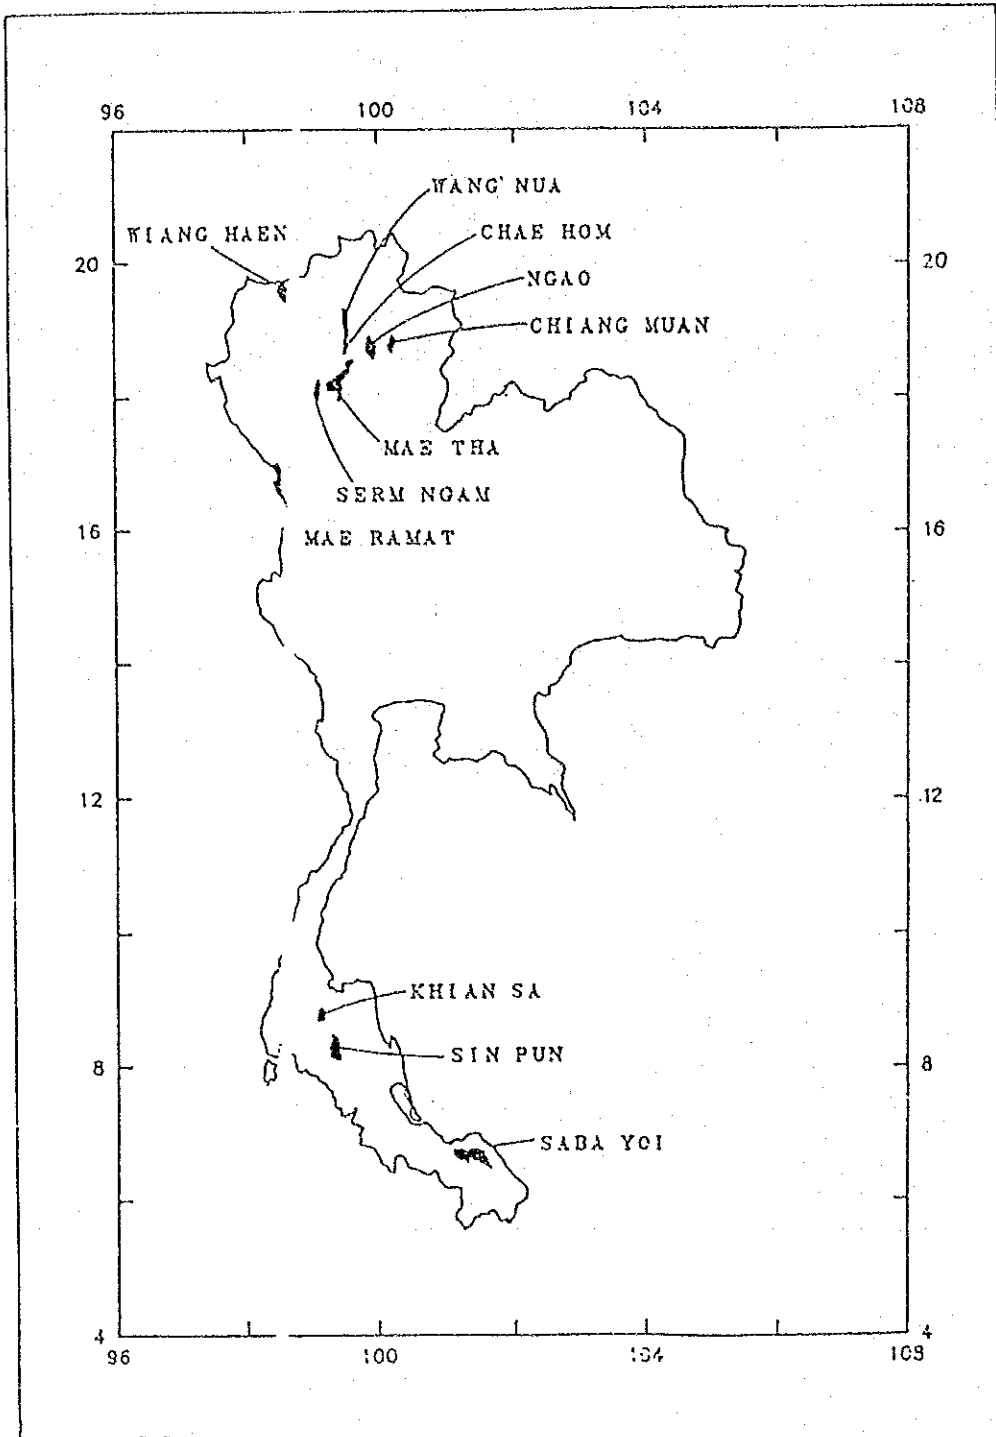 96 100 104 108
WANG NUA
WIANG HAEN
CHAE HOM
20 20
NGAO
CHIANG MUAN
MAE THA
SERM NGAM
16 16
MAE RAMAT
12 12
KHIAN SA
SIN PUN
8 8
SABA YOI
4 4
96 100 104 108